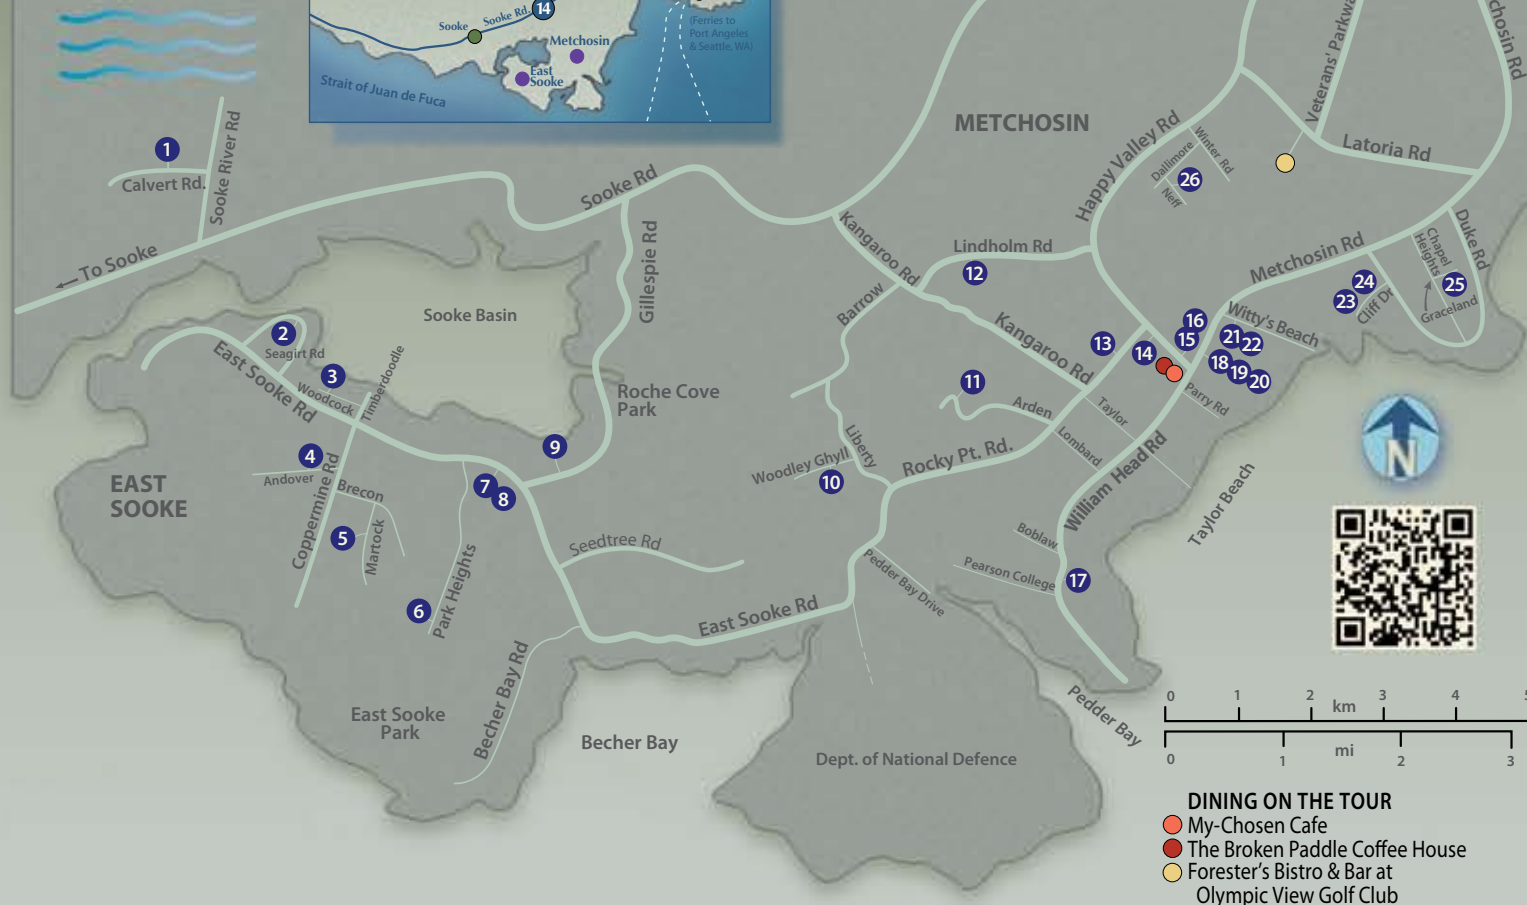 Sooke
Sooke Rd.
14
Metchosin
East
Sooke
Strait of Juan de Fuca
(Ferries to
Port Angeles
& Seattle, WA)
METCHOSIN
Veterans' Parkwa
chosin Rd
1
Calvert Rd.
Sooke River Rd
To Sooke
Sooke Rd
Happy Valley Rd
Winter Rd
Dallimore
Neff
26
Latoria Rd
Kangaroo Rd
Lindholm Rd
12
Metchosin Rd
Duke Rd
Chapel
Heights
25
Graceland
24
23
Cliff Dr
Sooke Basin
Gillespie Rd
Barrow
Kangaroo Rd
2
Seagirt Rd
3
Woodcock
Timberdoodle
East Sooke Rd
Roche Cove
Park
16
15
14
13
Witty's Beach
21
22
18
19
20
Parry Rd
11
Arden
Taylor
Lombard
Liberty
Woodley Ghyll
10
Rocky Pt. Rd.
William Head Rd
Taylor Beach
N
9
4
Andover
7
8
EAST
SOOKE
Coppermine Rd
Brecon
5
Martock
6
Park Heights
Seedtree Rd
Pedder Bay Drive
Boblaw
Pearson College
17
East Sooke Rd
Becher Bay Rd
East Sooke
Park
Becher Bay
Dept. of National Defence
Pedder Bay
0 1 2 3 4 5
km
mi
0 1 2 3
DINING ON THE TOUR
My-Chosen Cafe
The Broken Paddle Coffee House
Forester's Bistro & Bar at
Olympic View Golf Club